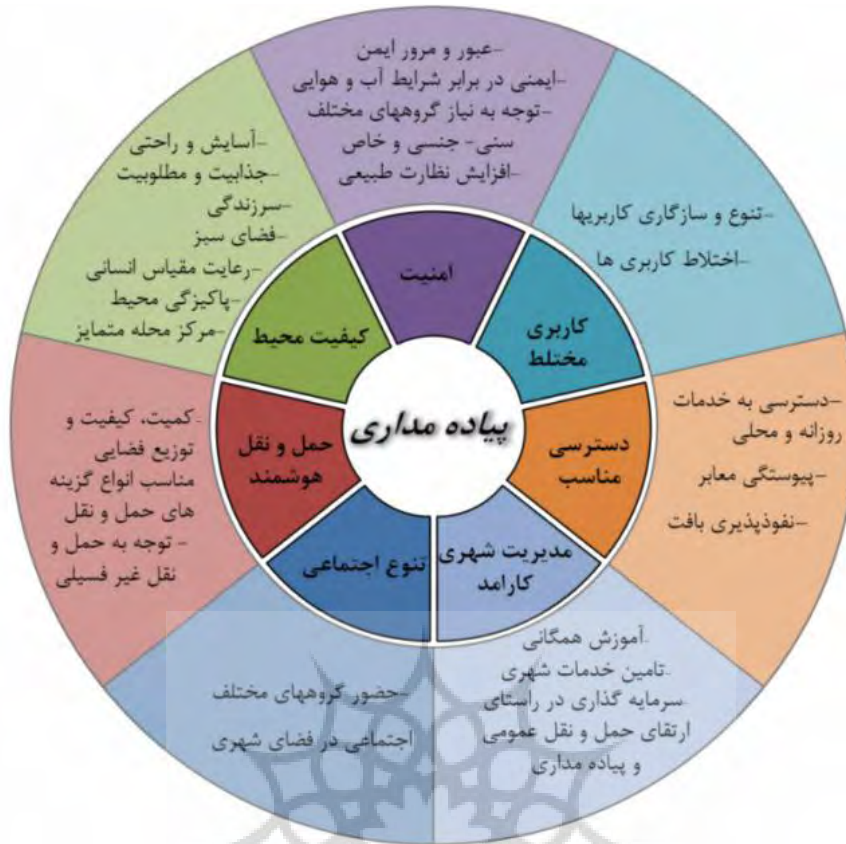 -عبور و مرور ایمن
-ایمنی در برابر شرایط آب و هوایی
-توجه به نیاز گروههای مختلف
سنی- جنسی و خاص
-افزایش نظارت طبیعی
-تنوع و سازگاری کاربریها
-اختلاط کاربری ها
-دسترسی به خدمات
روزانه و محلی
-پیوستگی معابر
-نفوذپذیری بافت
-آموزش همگانی
-تامین خدمات شهری
-سرمایه گذاری در راستای
ارتقای حمل و نقل عمومی
و پیاده مداری
-حضور گروههای مختلف
اجتماعی در فضای شهری
-کمیت، کیفیت و
توزیع فضایی
مناسب انواع گزینه
های حمل و نقل
- توجه به حمل و
نقل غیر فسیلی
-آسایش و راحتی
-جذابیت و مطلوبیت
-سرزندگی
-فضای سبز
-رعایت مقیاس انسانی
-پاکیزگی محیط
-مرکز محله متمایز
امنیت
کاربری
مختلط
دسترسی
مناسب
مدیریت شهری
کارامد
تنوع اجتماعی
حمل و نقل
هوشمند
کیفیت محیط
پیاده مداری